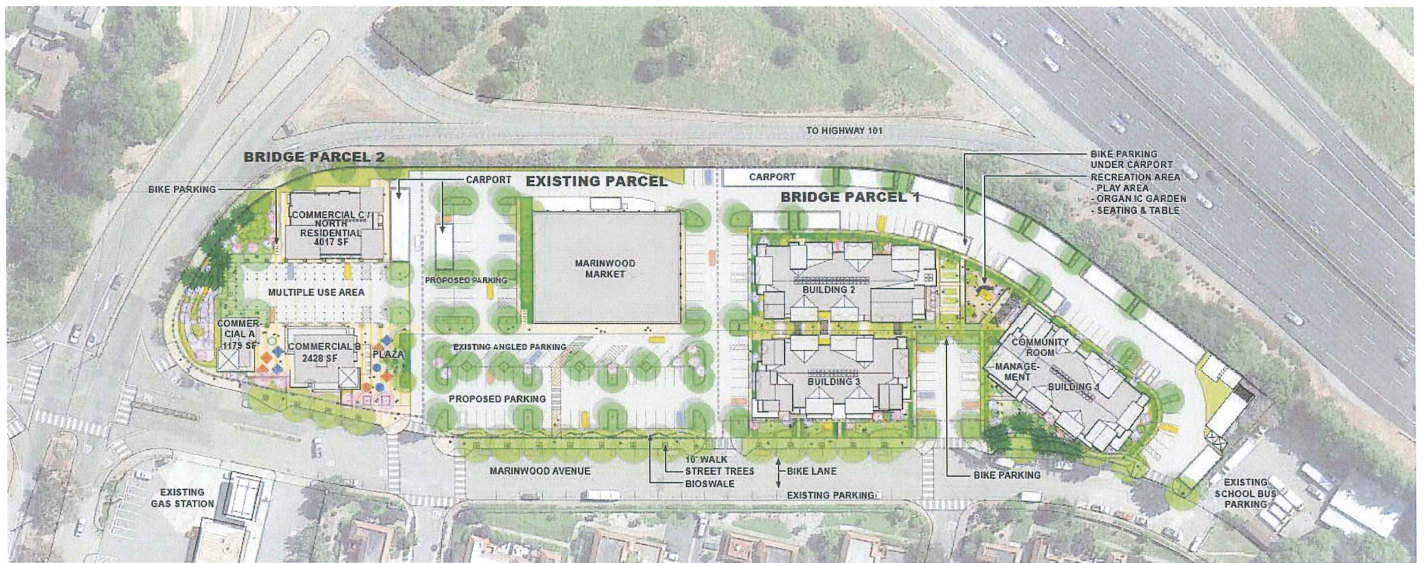 TO HIGHWAY 101
BRIDGE PARCEL 2
BIKE PARKING
CARPORT
EXISTING PARCEL
CARPORT
BRIDGE PARCEL 1
BIKE PARKING
UNDER CARPORT
RECREATION AREA
- PLAY AREA
- ORGANIC GARDEN
- SEATING & TABLE
COMMERCIAL C /
NORTH
RESIDENTIAL
4017 SF
MULTIPLE USE AREA
COMMER-
CIAL A
1179 SF
COMMERCIAL B
2428 SF
PLAZA
PROPOSED PARKING
MARINWOOD
MARKET
EXISTING ANGLED PARKING
PROPOSED PARKING
BUILDING 2
BUILDING 3
COMMUNITY
ROOM
MANAGE-
MENT
BUILDING 1
MARINWOOD AVENUE
10' WALK
STREET TREES
BIOSWALE
BIKE LANE
EXISTING PARKING
BIKE PARKING
EXISTING
GAS STATION
EXISTING
SCHOOL BUS
PARKING